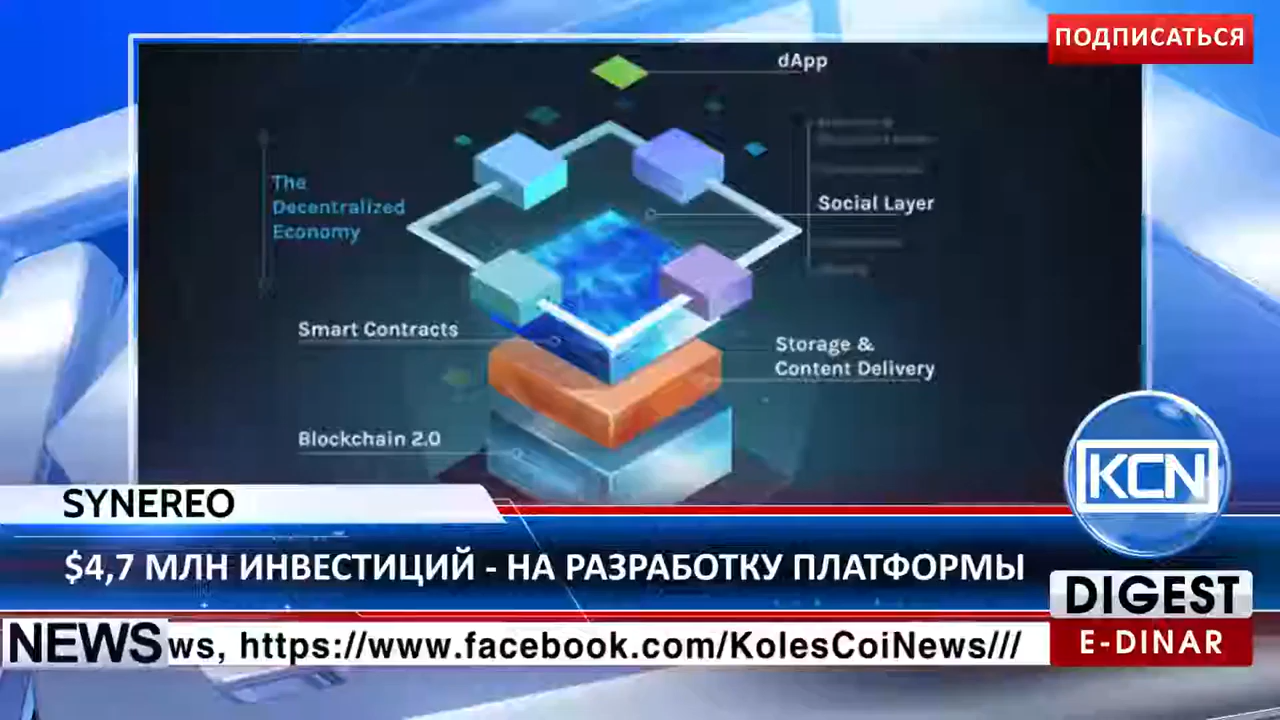 ПОДПИСАТЬСЯ
dApp
The
Decentralized
Economy
Social Layer
Smart Contracts
Storage &
Content Delivery
Blockchain 2.0
KCN
SYNEREO
$4,7 МЛН ИНВЕСТИЦИЙ - НА РАЗРАБОТКУ ПЛАТФОРМЫ
DIGEST
E-DINAR
NEWS ws, https://www.facebook.com/KolesCoiNews///